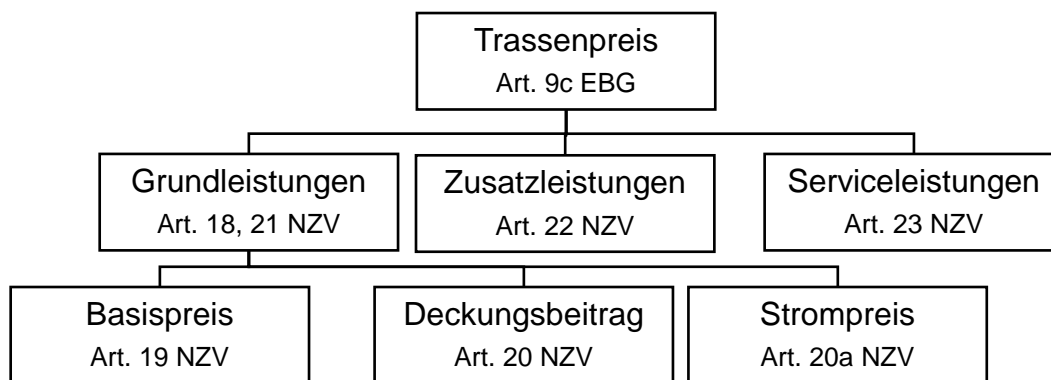 Trassenpreis
Art. 9c EBG
Grundleistungen
Art. 18, 21 NZV
Zusatzleistungen
Art. 22 NZV
Serviceleistungen
Art. 23 NZV
Basispreis
Art. 19 NZV
Deckungsbeitrag
Art. 20 NZV
Strompreis
Art. 20a NZV